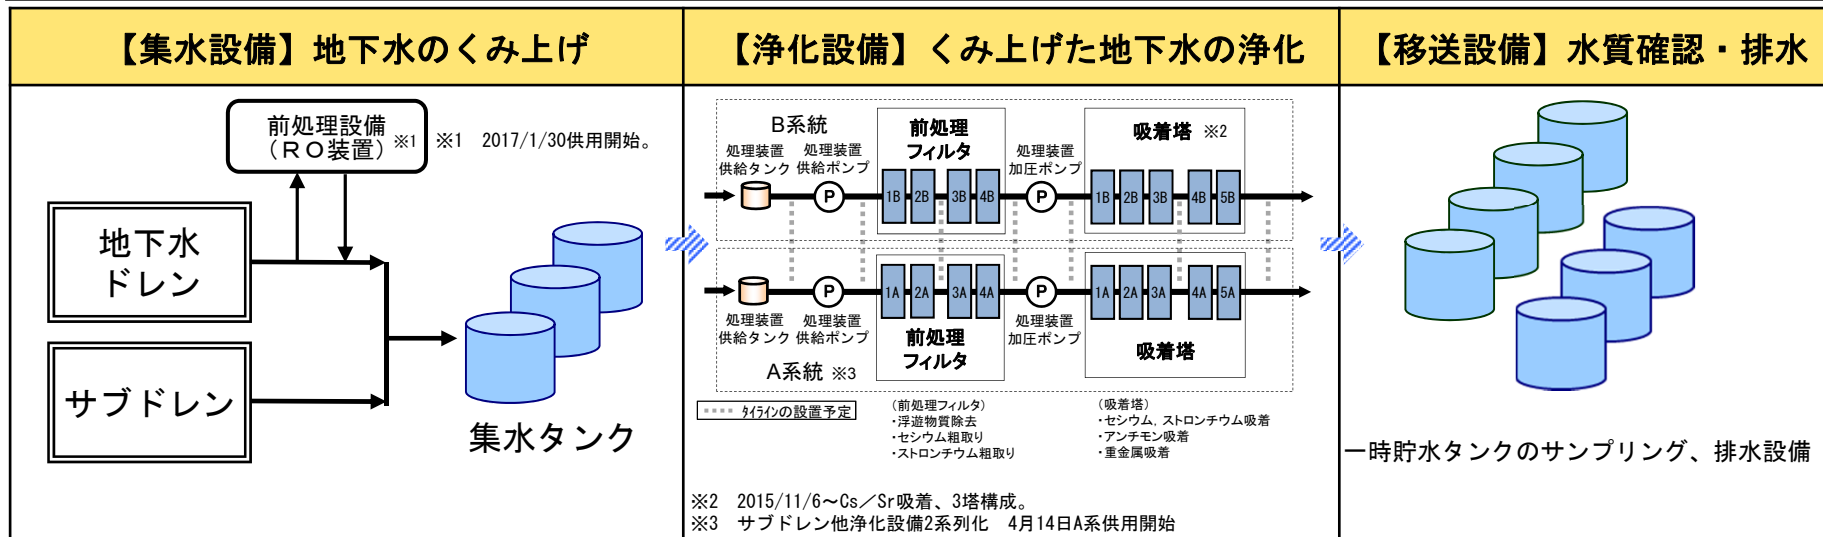 【集水設備】地下水のくみ上げ
前処理設備
（ＲＯ装置）※1
※1　2017/1/30供用開始。
地下水
ドレン
サブドレン
集水タンク
【浄化設備】くみ上げた地下水の浄化
B系統
処理装置
供給タンク
処理装置
供給ポンプ
前処理
フィルタ
処理装置
加圧ポンプ
吸着塔 ※2
P
1B 2B 3B 4B
P
1B 2B 3B 4B 5B
P
1A 2A 3A 4A
P
1A 2A 3A 4A 5A
処理装置
供給タンク
処理装置
供給ポンプ
前処理
フィルタ
処理装置
加圧ポンプ
吸着塔
A系統 ※3
ﾀｲﾗｲﾝの設置予定
（前処理フィルタ）
・浮遊物質除去
・セシウム粗取り
・ストロンチウム粗取り
（吸着塔）
・セシウム，ストロンチウム吸着
・アンチモン吸着
・重金属吸着
※2　2015/11/6～Cs／Sr吸着、3塔構成。
※3　サブドレン他浄化設備2系列化　4月14日A系供用開始
【移送設備】水質確認・排水
一時貯水タンクのサンプリング、排水設備